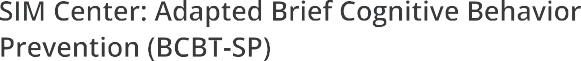 SIM Center: Adapted Brief Cognitive Behavior
Prevention (BCBT-SP)